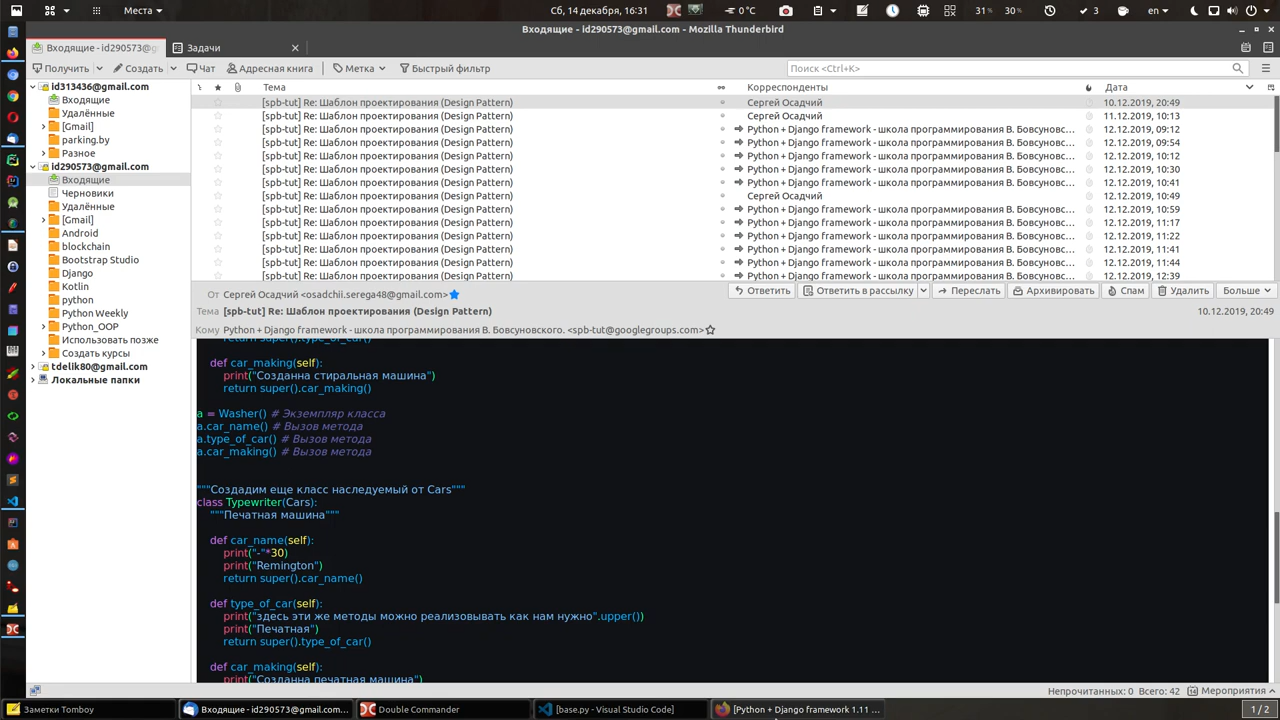 Места
Сб, 14 декабря, 16:31
0°C
31%
30%
3
en
Входящие - id290573@gmail.com - Mozilla Thunderbird
Входящие - id290573@g
Задачи
Получить
Создать
Чат
Адресная книга
Метка
Быстрый фильтр
Поиск <Ctrl+K>
id313436@gmail.com
Входящие
Удалённые
[Gmail]
parking.by
Разное
id290573@gmail.com
Входящие
Черновики
Удалённые
[Gmail]
Android
blockchain
Bootstrap Studio
Django
Kotlin
python
Python Weekly
Python_OOP
Использовать позже
Создать курсы
tdelik80@gmail.com
Локальные папки
Тема Корреспонденты Дата
[spb-tut] Re: Шаблон проектирования (Design Pattern) Сергей Осадчий 10.12.2019, 20:49
[spb-tut] Re: Шаблон проектирования (Design Pattern) Сергей Осадчий 11.12.2019, 10:13
[spb-tut] Re: Шаблон проектирования (Design Pattern) Python + Django framework - школа программирования В. Бовсуновс... 12.12.2019, 09:12
[spb-tut] Re: Шаблон проектирования (Design Pattern) Python + Django framework - школа программирования В. Бовсуновс... 12.12.2019, 09:54
[spb-tut] Re: Шаблон проектирования (Design Pattern) Python + Django framework - школа программирования В. Бовсуновс... 12.12.2019, 10:12
[spb-tut] Re: Шаблон проектирования (Design Pattern) Python + Django framework - школа программирования В. Бовсуновс... 12.12.2019, 10:30
[spb-tut] Re: Шаблон проектирования (Design Pattern) Python + Django framework - школа программирования В. Бовсуновс... 12.12.2019, 10:41
[spb-tut] Re: Шаблон проектирования (Design Pattern) Сергей Осадчий 12.12.2019, 10:49
[spb-tut] Re: Шаблон проектирования (Design Pattern) Python + Django framework - школа программирования В. Бовсуновс... 12.12.2019, 10:59
[spb-tut] Re: Шаблон проектирования (Design Pattern) Python + Django framework - школа программирования В. Бовсуновс... 12.12.2019, 11:17
[spb-tut] Re: Шаблон проектирования (Design Pattern) Python + Django framework - школа программирования В. Бовсуновс... 12.12.2019, 11:22
[spb-tut] Re: Шаблон проектирования (Design Pattern) Python + Django framework - школа программирования В. Бовсуновс... 12.12.2019, 11:41
[spb-tut] Re: Шаблон проектирования (Design Pattern) Python + Django framework - школа программирования В. Бовсуновс... 12.12.2019, 11:44
[spb-tut] Re: Шаблон проектирования (Design Pattern) Python + Django framework - школа программирования В. Бовсуновс... 12.12.2019, 12:39
От Сергей Осадчий <osadchii.serega48@gmail.com>
Ответить
Ответить в рассылку
Переслать
Архивировать
Спам
Удалить
Больше
Тема [spb-tut] Re: Шаблон проектирования (Design Pattern) 10.12.2019, 20:49
Кому Python + Django framework - школа программирования В. Бовсуновского. <spb-tut@googlegroups.com>
return super().type_of_car()
def car_making(self):
print("Созданна стиральная машина")
return super().car_making()
a = Washer() # Экземпляр класса
a.car_name() # Вызов метода
a.type_of_car() # Вызов метода
a.car_making() # Вызов метода
"""Создадим еще класс наследуемый от Cars"""
class Typewriter(Cars):
"""Печатная машина"""
def car_name(self):
print("-"*30)
print("Remington")
return super().car_name()
def type_of_car(self):
print("здесь эти же методы можно реализовывать как нам нужно".upper())
print("Печатная")
return super().type_of_car()
def car_making(self):
print("Созданна печатная машина")
Непрочитанных: 0 Всего: 42
Мероприятия
Заметки Tomboy
Входящие - id290573@gmail.com...
Double Commander
[base.py - Visual Studio Code]
[Python + Django framework 1.11 ...
1 / 2